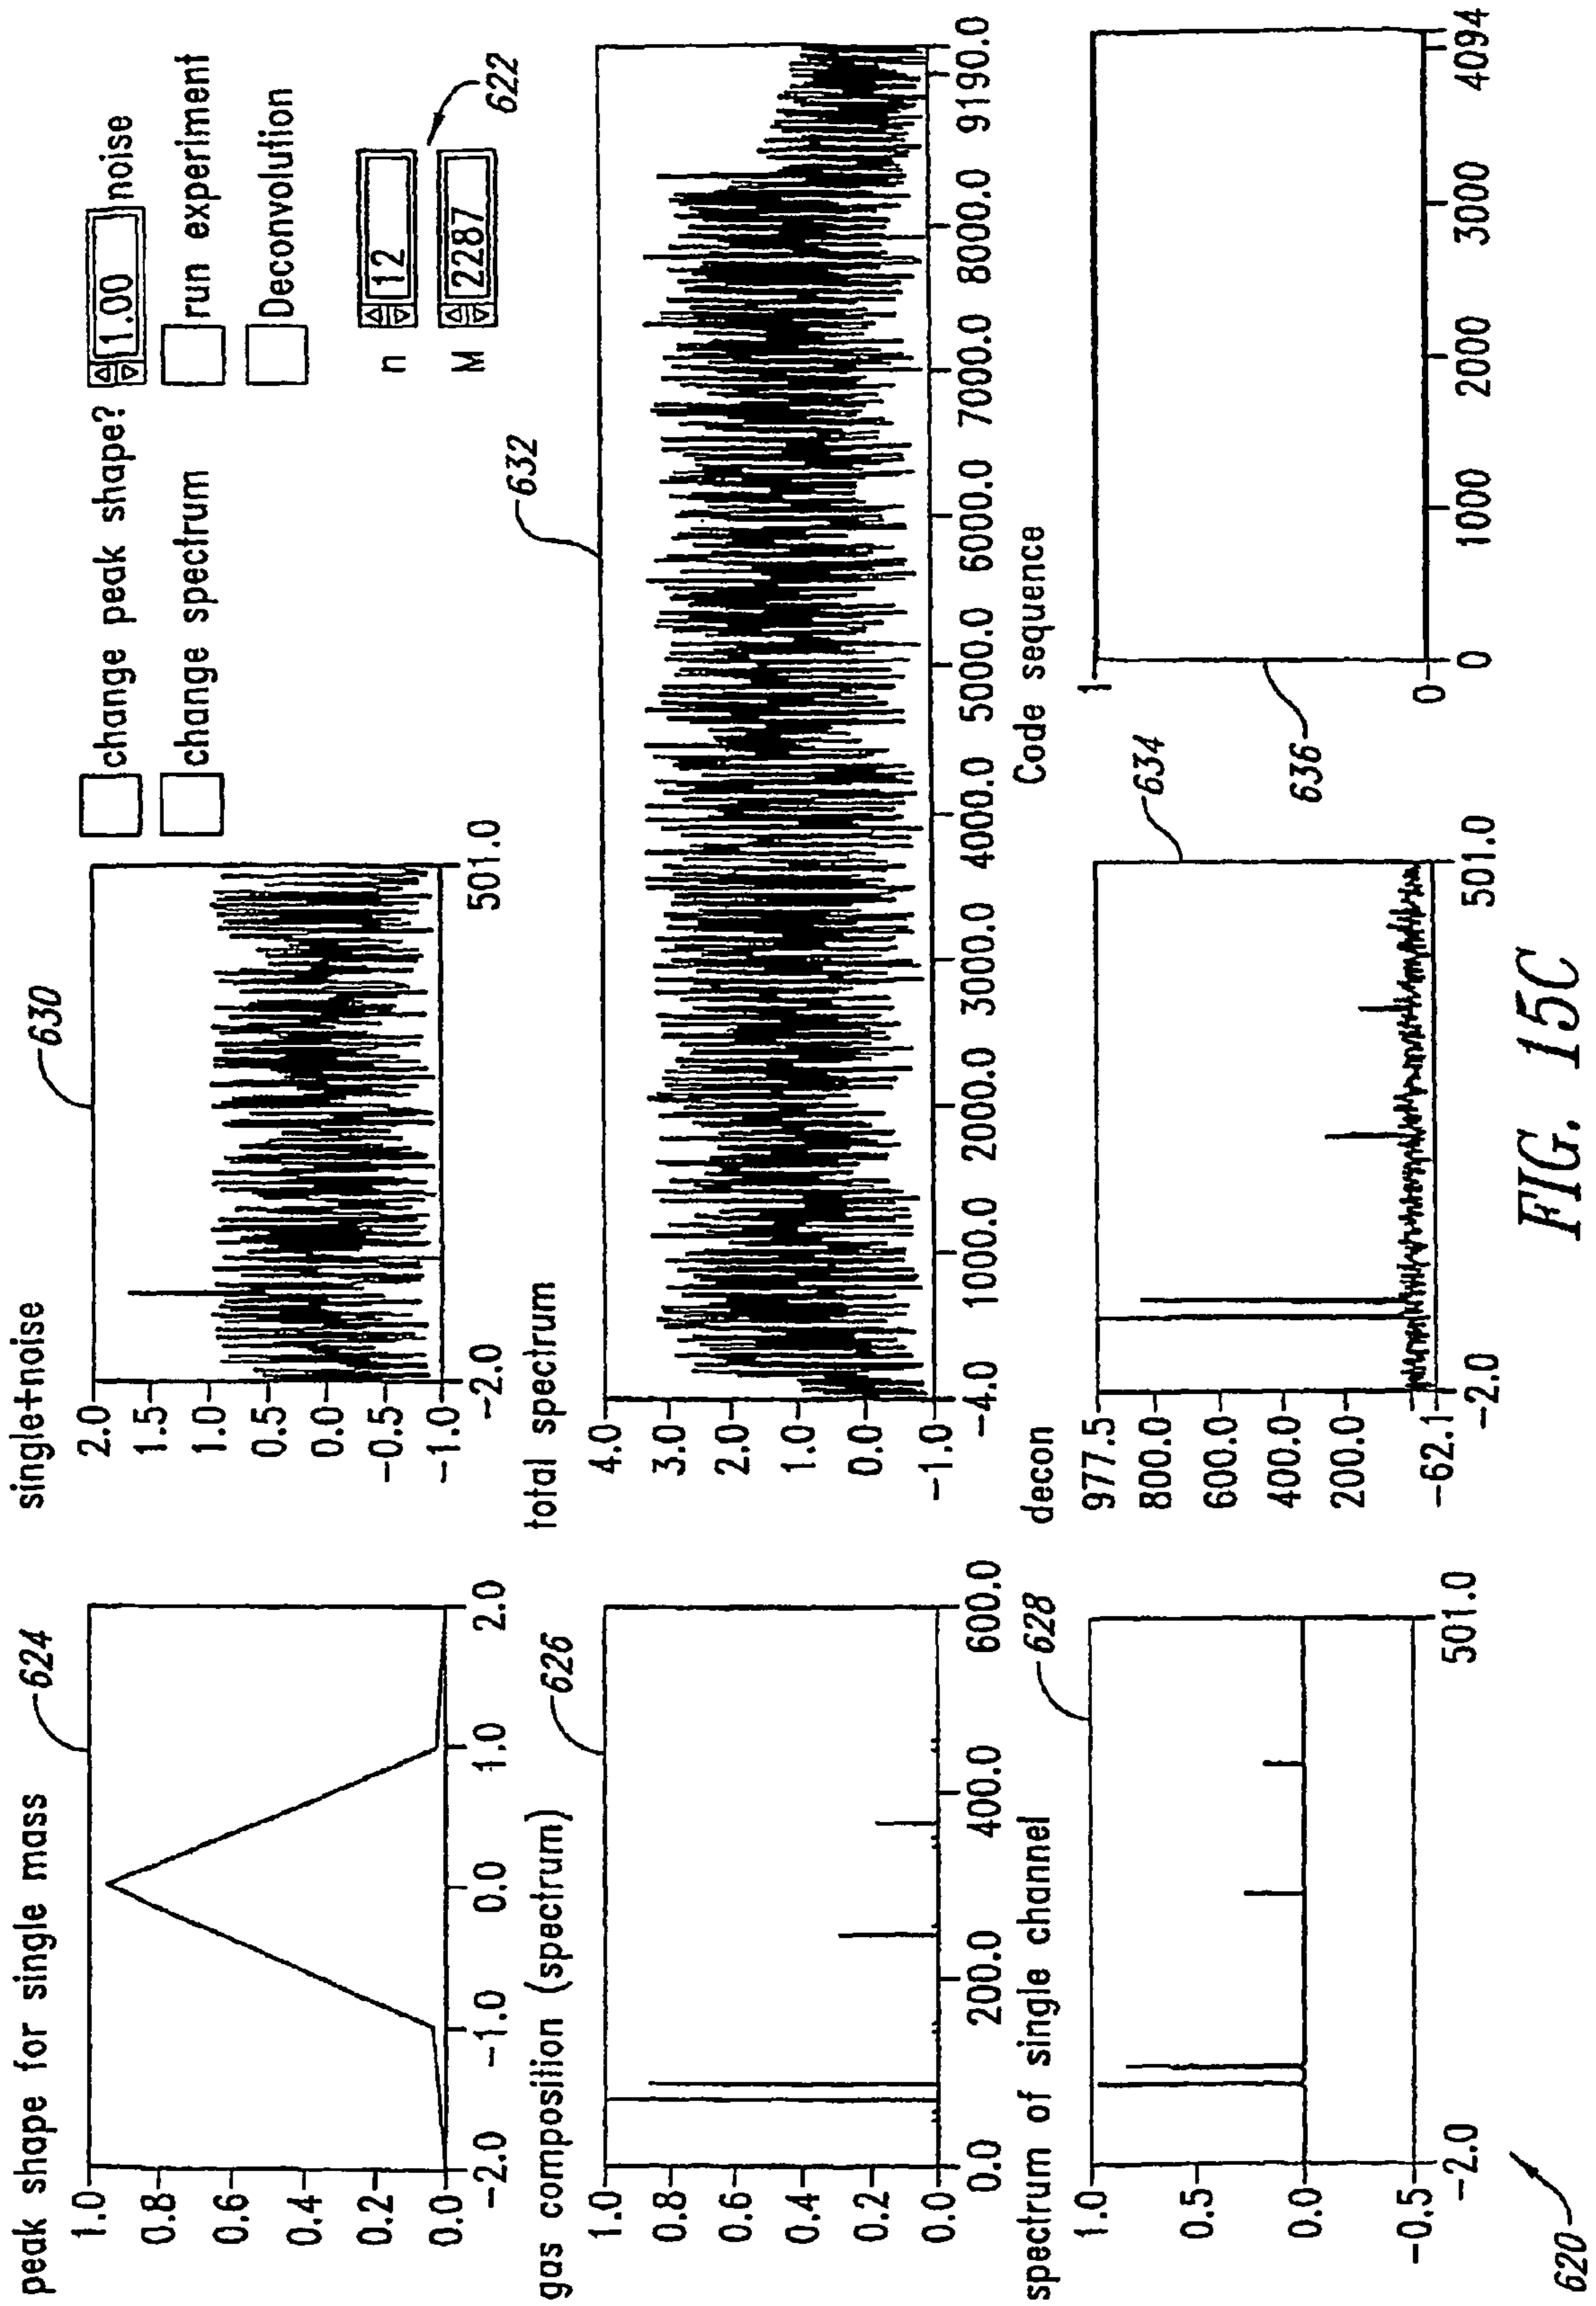 peak shape for single mass
624
1.0
0.8
0.6
0.4
0.2
0.0
-2.0 -1.0 0.0 1.0 2.0
single+noise
630
2.0
1.5
1.0
0.5
0.0
-0.5
-1.0
-2.0 501.0
change peak shape?
1.00 noise
change spectrum
run experiment
Deconvolution
n 12
M 2287
622
gas composition (spectrum)
626
1.0
0.8
0.6
0.4
0.2
0.0
0.0 200.0 400.0 600.0
total spectrum
632
4.0
3.0
2.0
1.0
0.0
-1.0
-4.0 1000.0 2000.0 3000.0 4000.0 5000.0 6000.0 7000.0 8000.0 9190.0
spectrum of single channel
628
1.0
0.5
0.0
-0.5
-2.0 501.0
decon
634
977.5
800.0
600.0
400.0
200.0
-62.1
-2.0 501.0
Code sequence
636
1
0
0 1000 2000 3000 4094
620
FIG. 15C